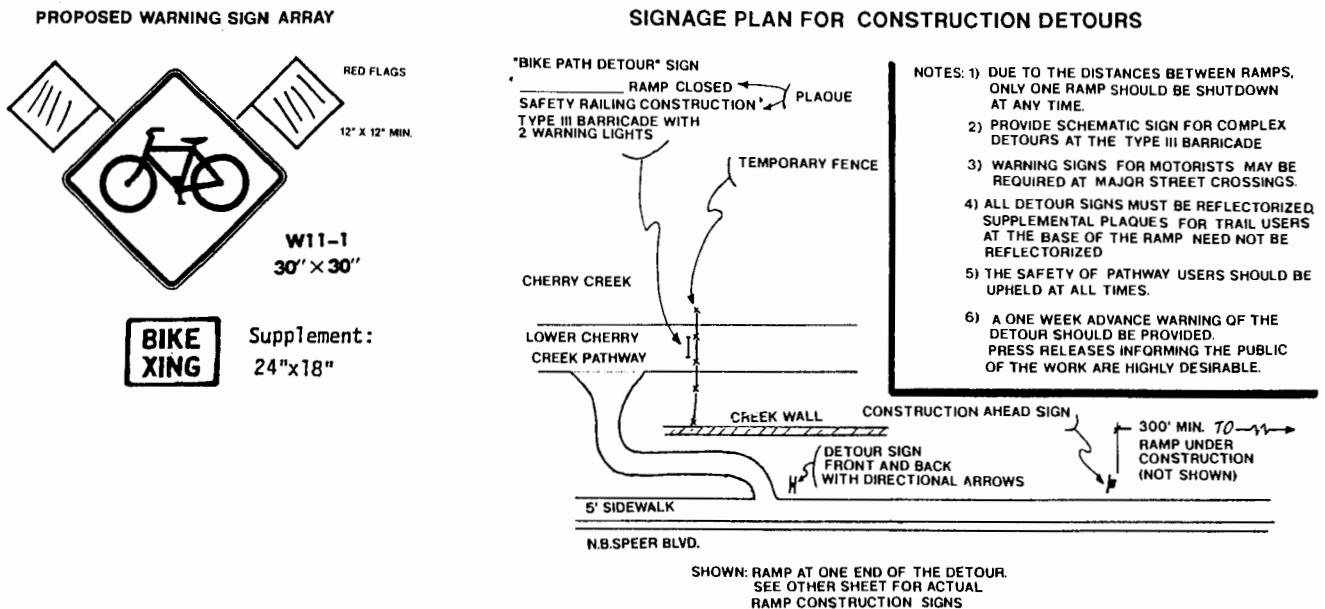 PROPOSED WARNING SIGN ARRAY
RED FLAGS
12" X 12" MIN.
W11-1
30" X 30"
BIKE
XING
Supplement:
24"x18"
SIGNAGE PLAN FOR CONSTRUCTION DETOURS
"BIKE PATH DETOUR" SIGN
" ________ RAMP CLOSED
SAFETY RAILING CONSTRUCTION"
PLAQUE
TYPE III BARRICADE WITH
2 WARNING LIGHTS
TEMPORARY FENCE
CHERRY CREEK
LOWER CHERRY
CREEK PATHWAY
CREEK WALL
CONSTRUCTION AHEAD SIGN
300' MIN. TO
RAMP UNDER
CONSTRUCTION
(NOT SHOWN)
DETOUR SIGN
FRONT AND BACK
WITH DIRECTIONAL ARROWS
5' SIDEWALK
N.B.SPEER BLVD.
SHOWN: RAMP AT ONE END OF THE DETOUR.
SEE OTHER SHEET FOR ACTUAL
RAMP CONSTRUCTION SIGNS
NOTES: 1) DUE TO THE DISTANCES BETWEEN RAMPS,
ONLY ONE RAMP SHOULD BE SHUTDOWN
AT ANY TIME.
2) PROVIDE SCHEMATIC SIGN FOR COMPLEX
DETOURS AT THE TYPE III BARRICADE
3) WARNING SIGNS FOR MOTORISTS MAY BE
REQUIRED AT MAJOR STREET CROSSINGS.
4) ALL DETOUR SIGNS MUST BE REFLECTORIZED.
SUPPLEMENTAL PLAQUES FOR TRAIL USERS
AT THE BASE OF THE RAMP NEED NOT BE
REFLECTORIZED
5) THE SAFETY OF PATHWAY USERS SHOULD BE
UPHELD AT ALL TIMES.
6) A ONE WEEK ADVANCE WARNING OF THE
DETOUR SHOULD BE PROVIDED.
PRESS RELEASES INFORMING THE PUBLIC
OF THE WORK ARE HIGHLY DESIRABLE.